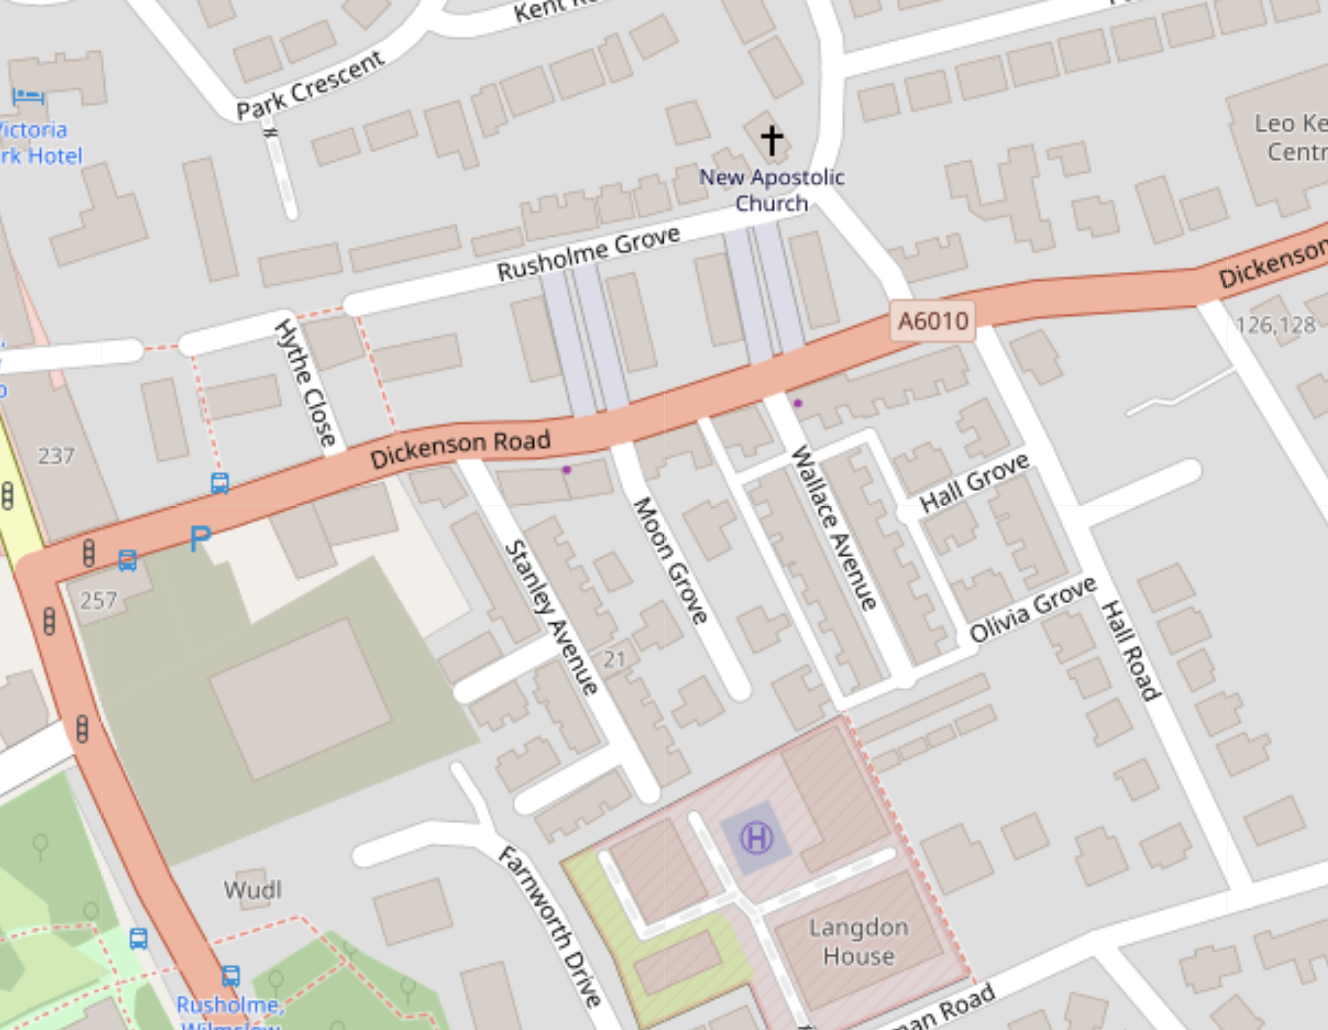 Kent
Park Crescent
Victoria
rk Hotel
Leo Ke
Centr
New Apostolic
Church
Rusholme Grove
Dickenson
A6010
126,128
Hythe Close
237
Dickenson Road
P
257
Moon Grove
Wallace Avenue
Hall Grove
Stanley Avenue
21
Olivia Grove
Hall Road
H
Wudl
Farnworth Drive
Langdon
House
Rusholme,
Wilmslow
man Road